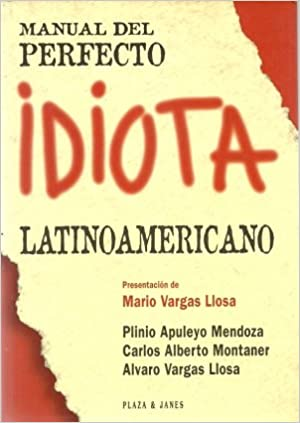 MANUAL DEL
PERFECTO
iDiOTA
LATINOAMERICANO
Presentación de
Mario Vargas Llosa
Plinio Apuleyo Mendoza
Carlos Alberto Montaner
Alvaro Vargas Llosa
PLAZA & JANES